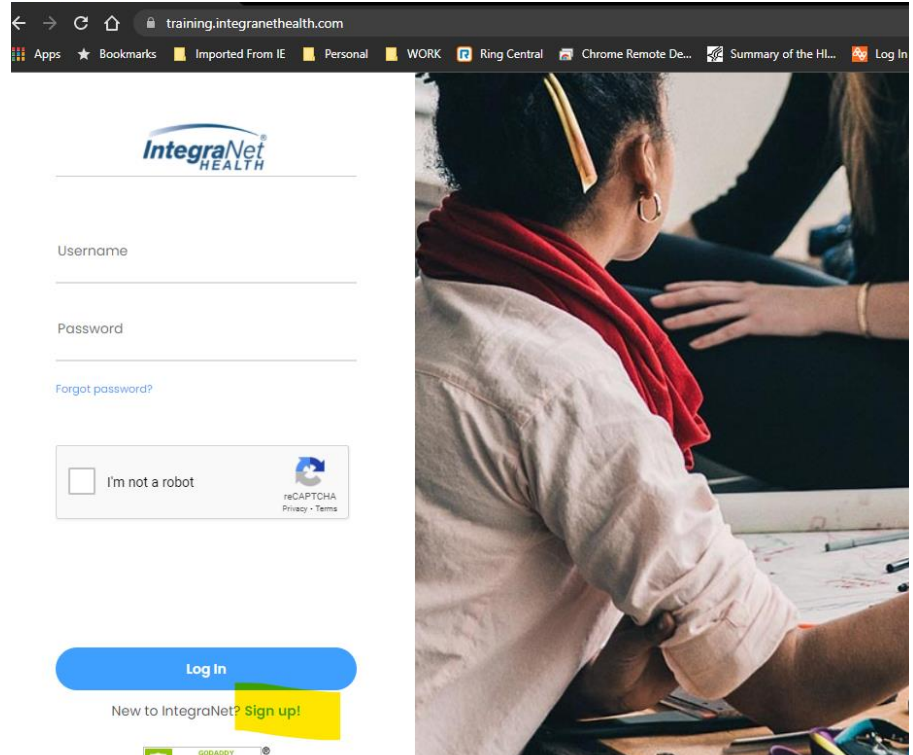 training.integranethealth.com
Apps Bookmarks Imported From IE Personal WORK Ring Central Chrome Remote De... Summary of the HI... Log In
IntegraNet®
HEALTH
Username
Password
Forgot password?
I'm not a robot
reCAPTCHA
Privacy - Terms
Log In
New to IntegraNet? Sign up!
GODADDY ®